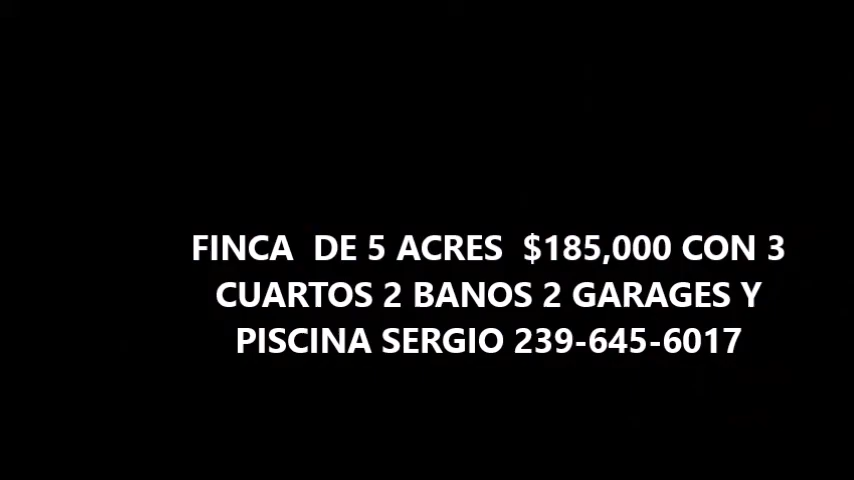 FINCA  DE 5 ACRES  $185,000 CON 3
CUARTOS 2 BANOS 2 GARAGES Y
PISCINA SERGIO 239-645-6017